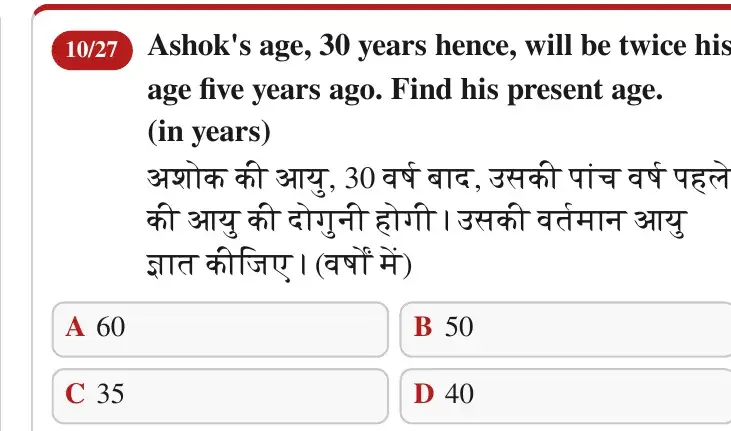 10/27 Ashok's age, 30 years hence, will be twice his
age five years ago. Find his present age.
(in years)
अशोक की आयु, 30 वर्ष बाद, उसकी पांच वर्ष पहले
की आयु की दोगुनी होगी। उसकी वर्तमान आयु
ज्ञात कीजिए। (वर्षों में)
A 60
B 50
C 35
D 40